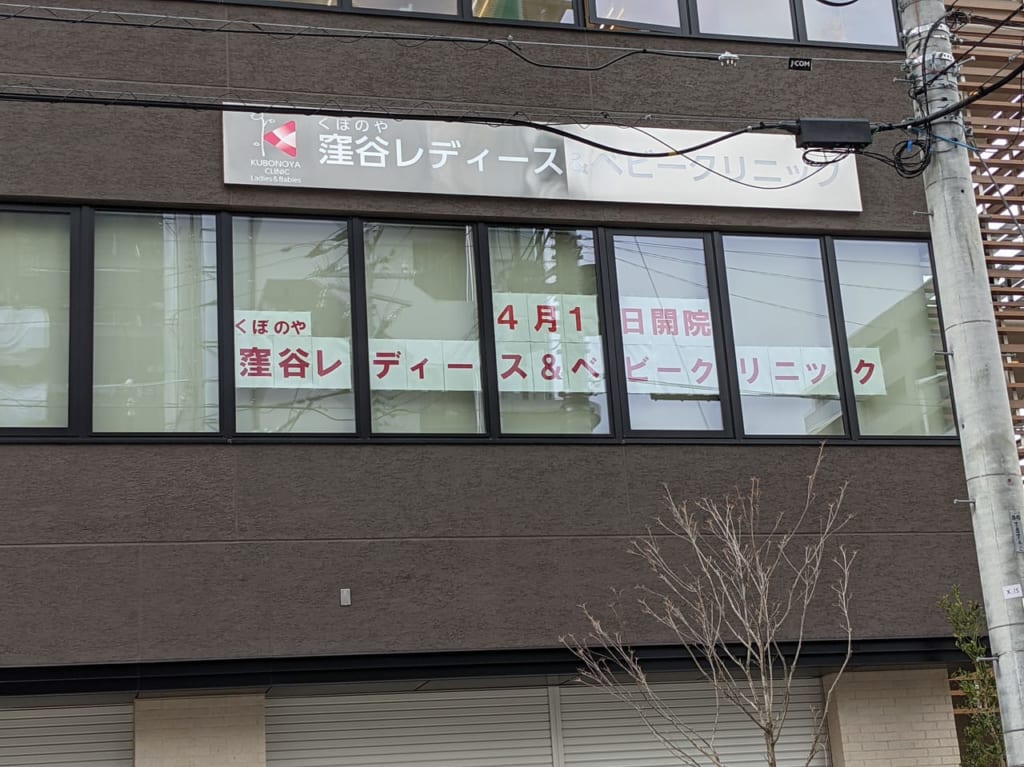 J:COM
くぼのや
窪谷レディース&ベビークリニック
KUBONOYA
CLINIC
Ladies & Babies
4月1日開院
くぼのや
窪谷レディース&ベビークリニック
X.15